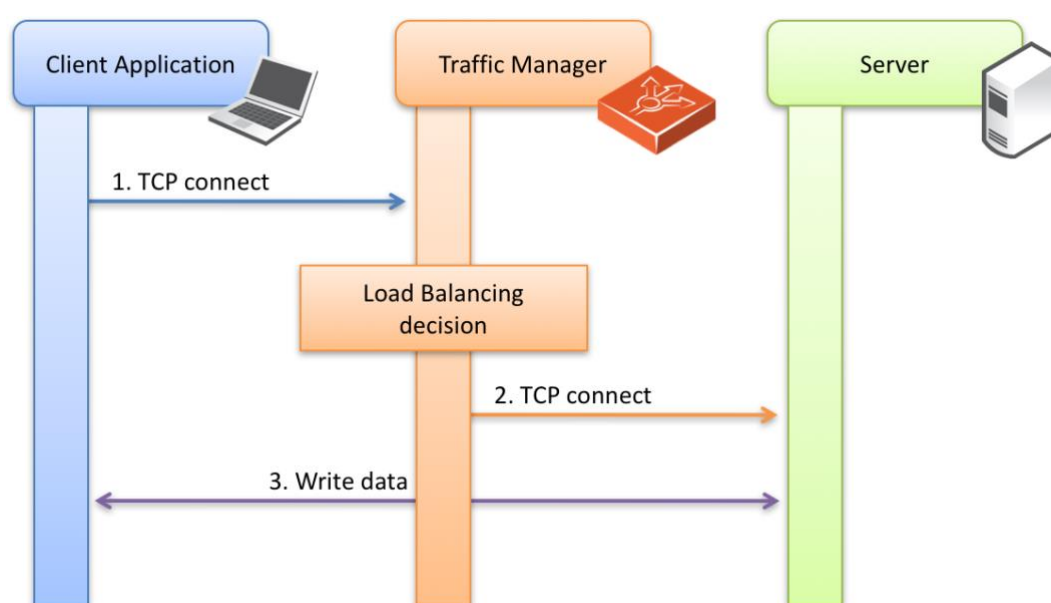 Client Application
Traffic Manager
Server
1. TCP connect
Load Balancing
decision
2. TCP connect
3. Write data